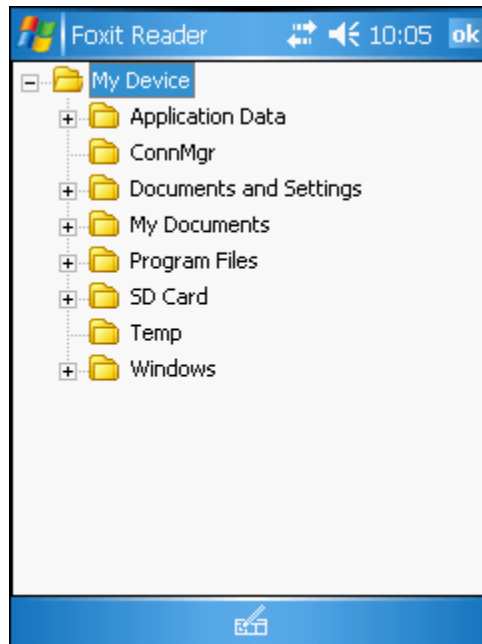 Foxit Reader 10:05 ok
My Device
Application Data
ConnMgr
Documents and Settings
My Documents
Program Files
SD Card
Temp
Windows